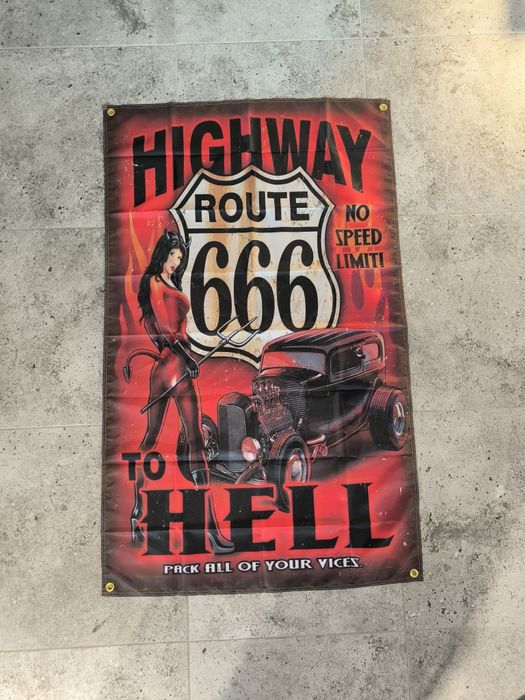 HIGHWAY
ROUTE
666
NO
SPEED
LIMIT!
TO
HELL
PACK ALL OF YOUR VICES.